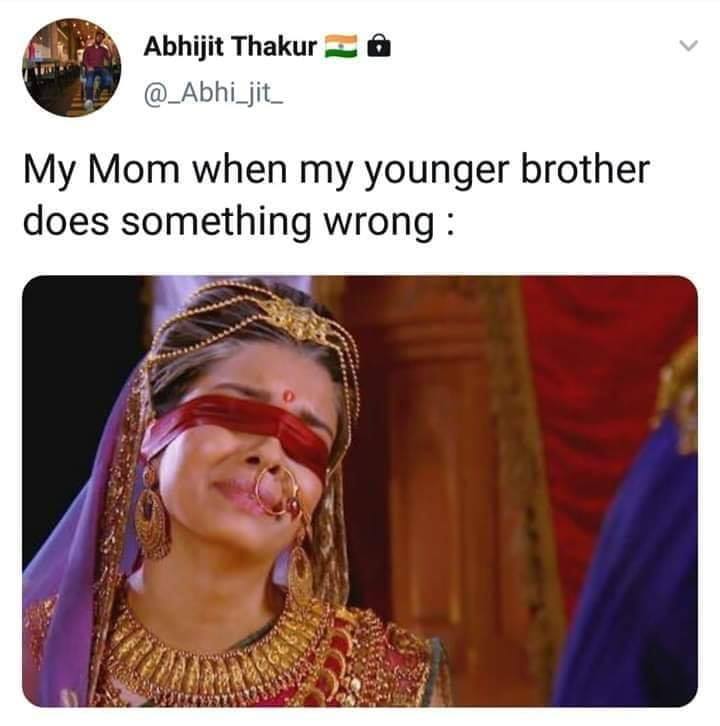 Abhijit Thakur 🇮🇳 🔒
@_Abhi_jit_
My Mom when my younger brother
does something wrong :